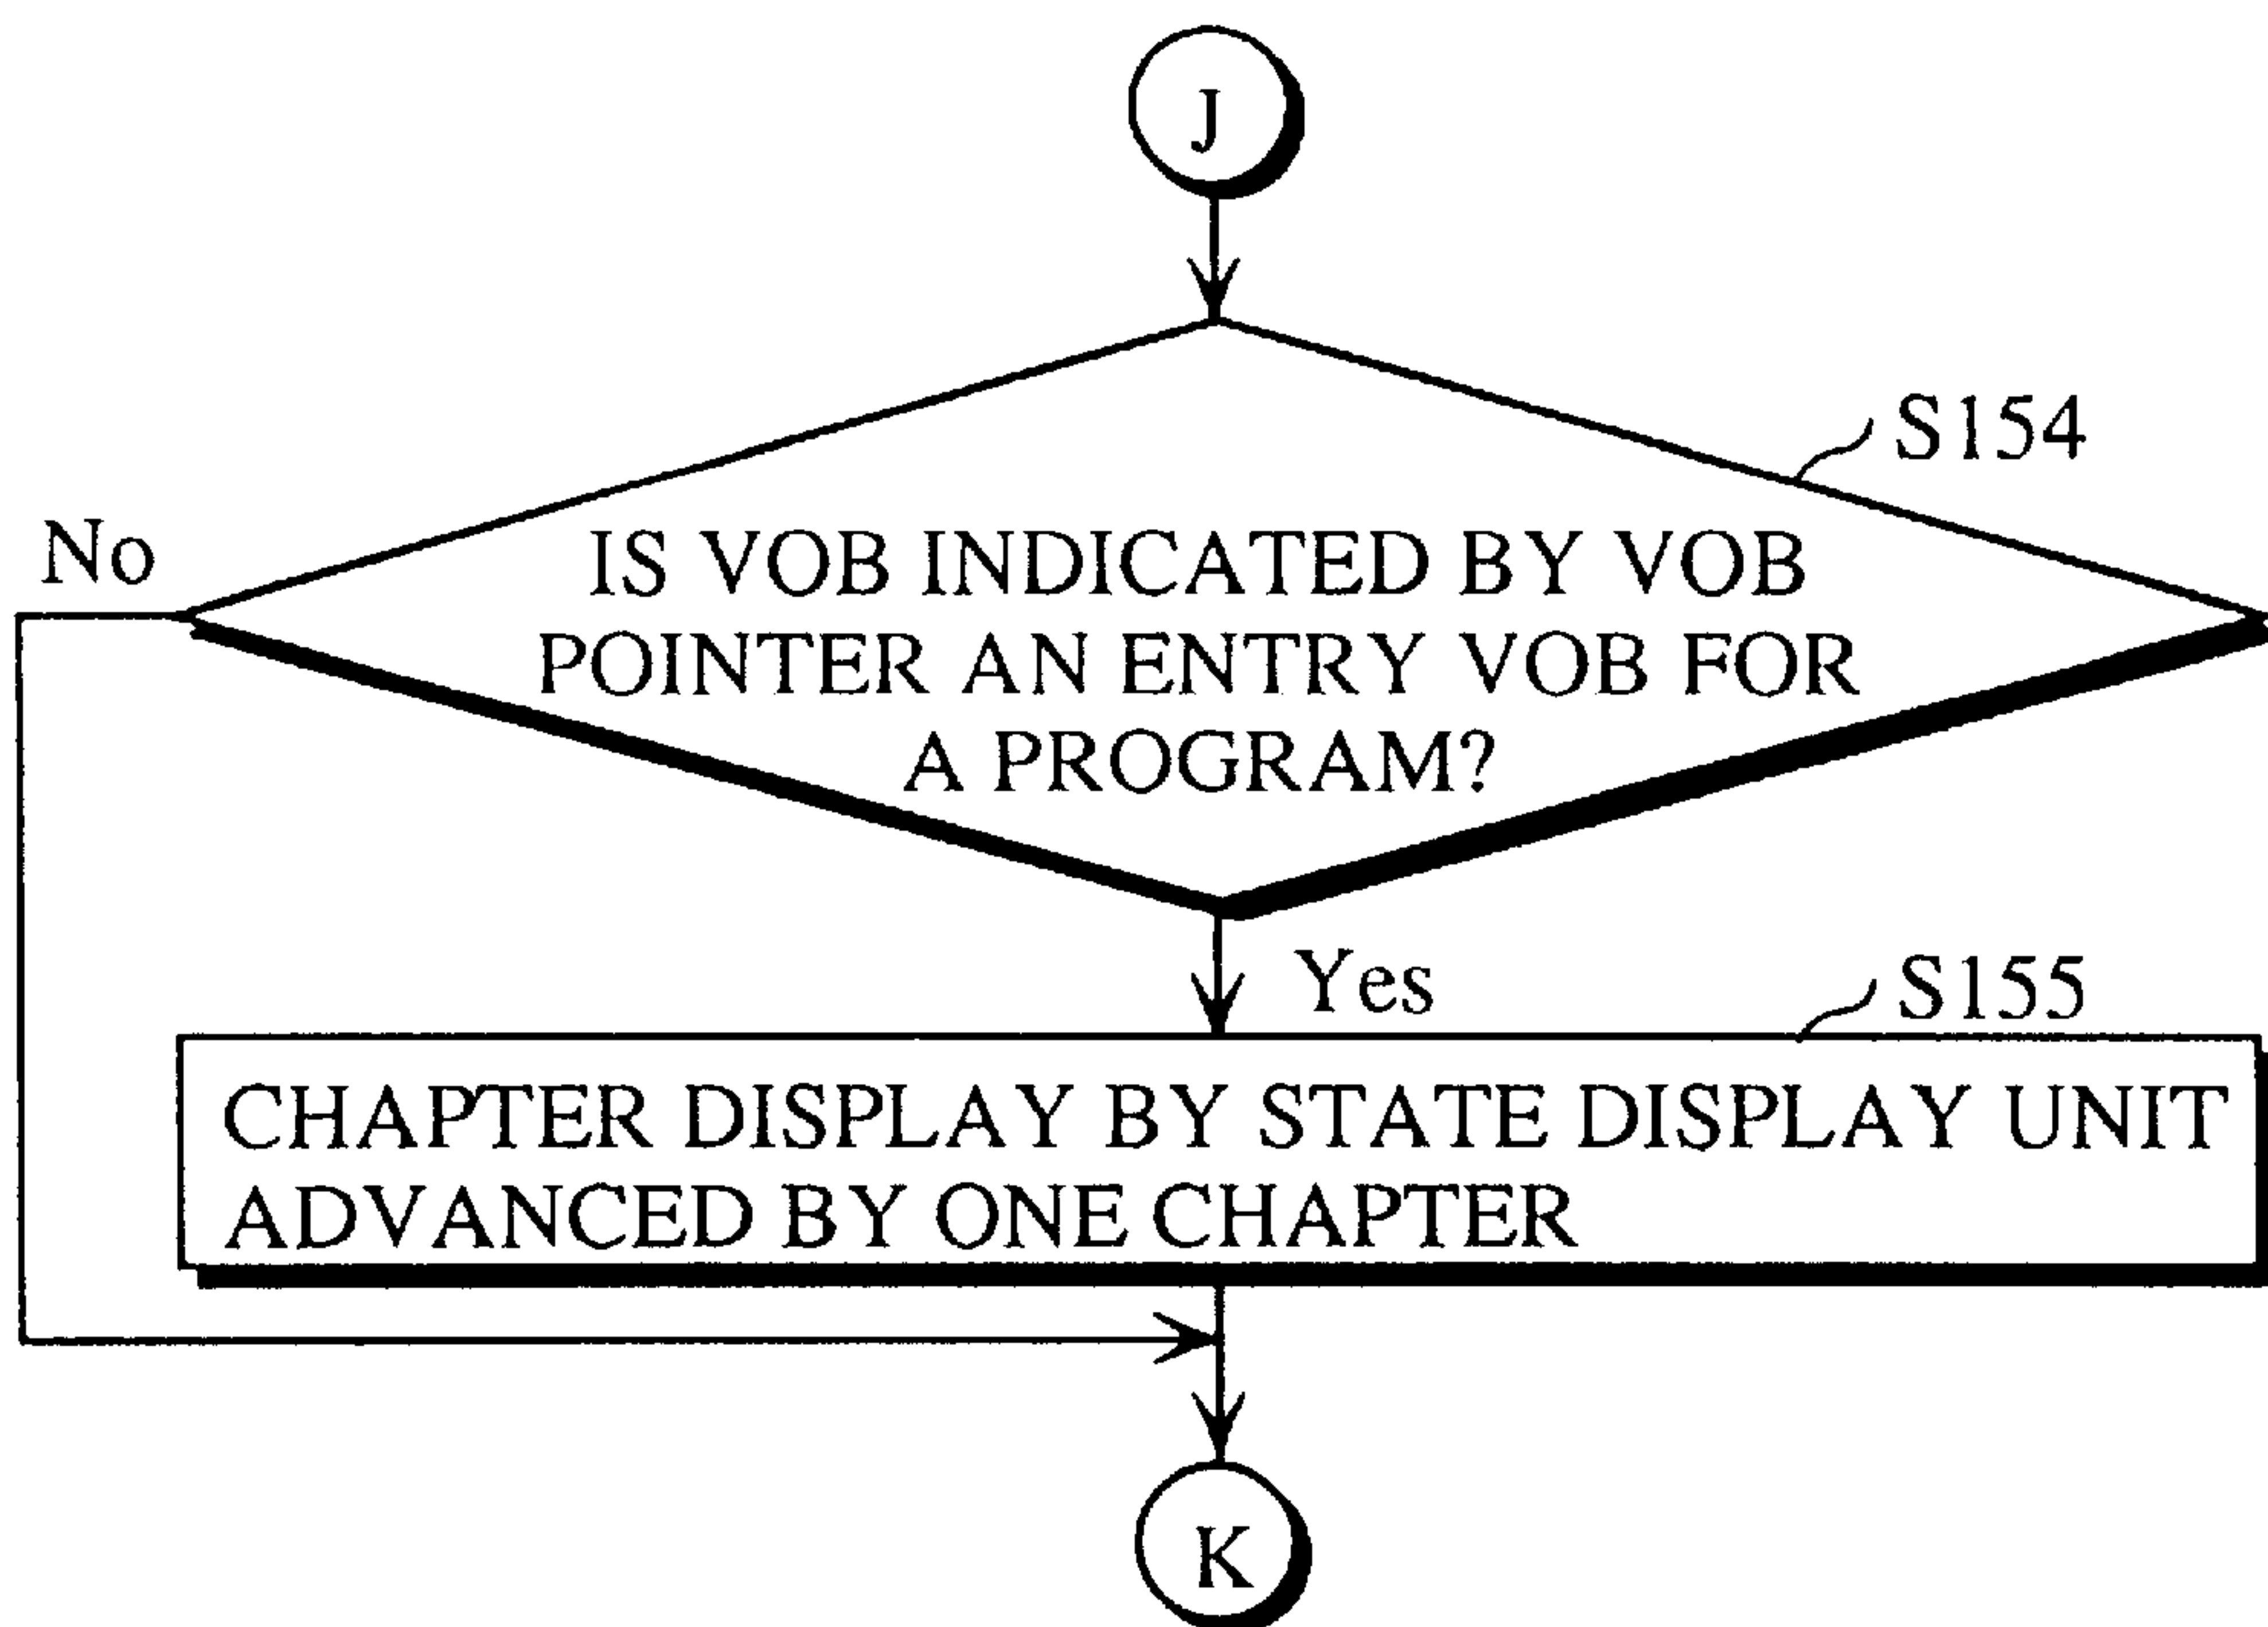 J
S154
No
IS VOB INDICATED BY VOB
POINTER AN ENTRY VOB FOR
A PROGRAM?
Yes
S155
CHAPTER DISPLAY BY STATE DISPLAY UNIT
ADVANCED BY ONE CHAPTER
K